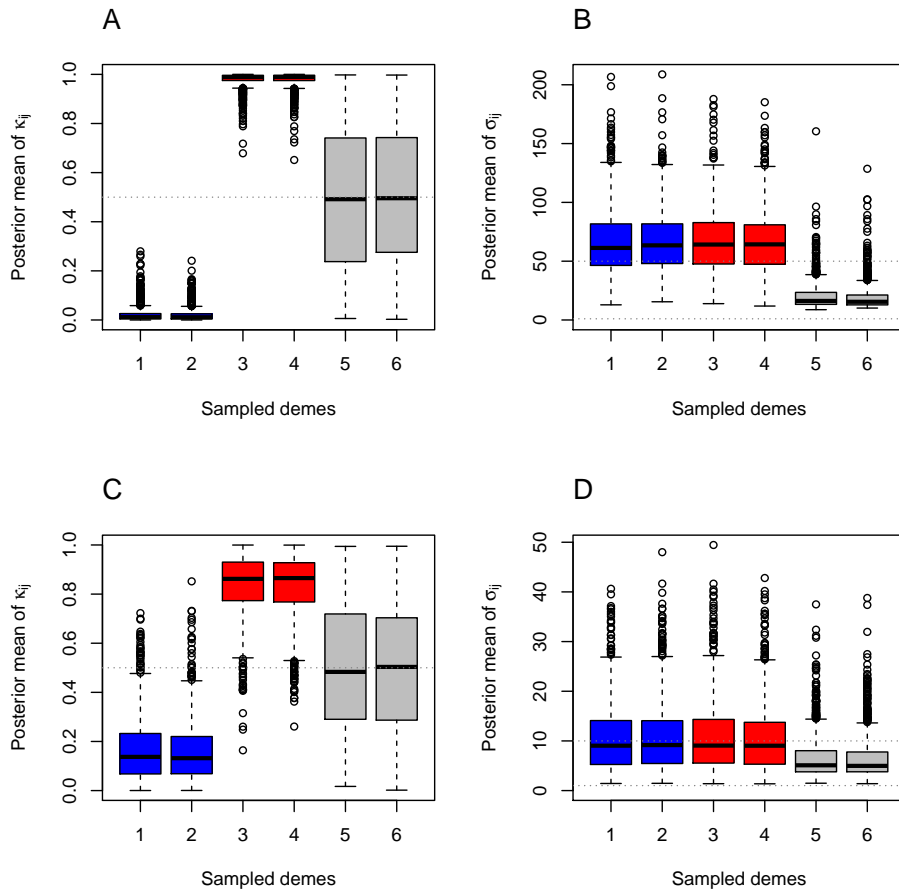 A
Posterior mean of κij
0.0 0.2 0.4 0.6 0.8 1.0
1 2 3 4 5 6
Sampled demes
B
Posterior mean of σij
0 50 100 150 200
1 2 3 4 5 6
Sampled demes
C
Posterior mean of κij
0.0 0.2 0.4 0.6 0.8 1.0
1 2 3 4 5 6
Sampled demes
D
Posterior mean of σij
0 10 20 30 40 50
1 2 3 4 5 6
Sampled demes